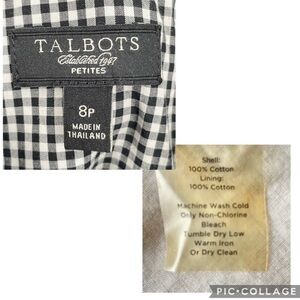 TALBOTS
Established 1947
PETITES
8P
MADE IN
THAILAND
Shell:
100% Cotton
Lining:
100% Cotton
Machine Wash Cold
Only Non-Chlorine
Bleach
Tumble Dry Low
Warm Iron
Or Dry Clean
PIC•COLLAGE